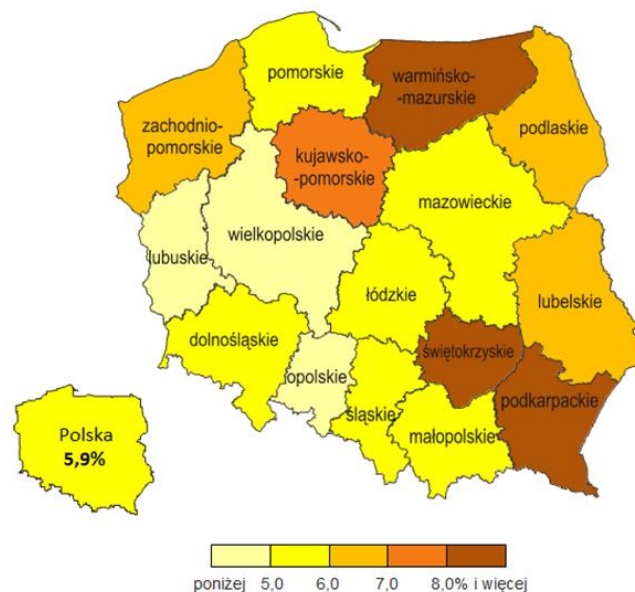 pomorskie
warmińsko-
-mazurskie
zachodnio-
pomorskie
podlaskie
kujawsko-
-pomorskie
mazowieckie
wielkopolskie
lubuskie
łódzkie
lubelskie
dolnośląskie
świętokrzyskie
opolskie
podkarpackie
śląskie
małopolskie
Polska
5,9%
poniżej 5,0 6,0 7,0 8,0% i więcej